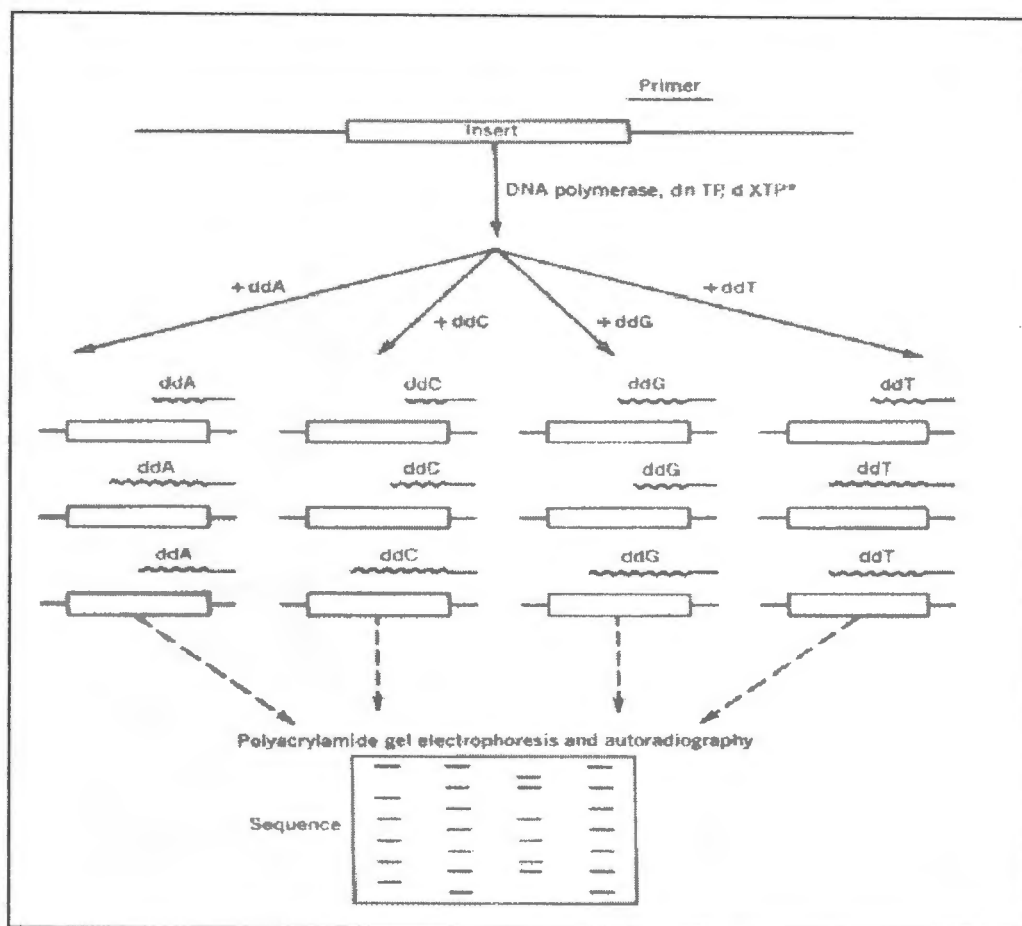 Primer
Insert
DNA polymerase, dn TP, d XTP*
+ddA
+ddT
+ddC
+ddG
ddA
ddC
ddG
ddT
ddA
ddC
ddG
ddT
ddA
ddC
ddG
ddT
Polyacrylamide gel electrophoresis and autoradiography
Sequence